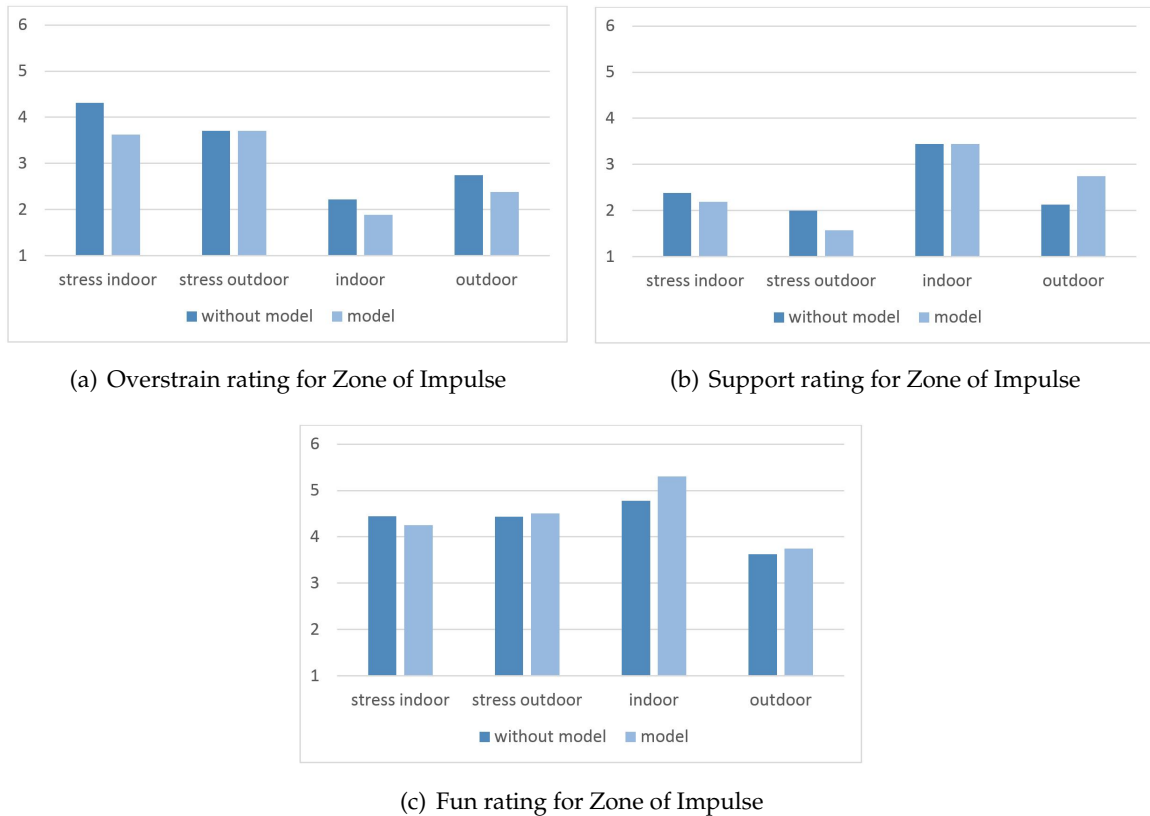 6
5
4
3
2
1
stress indoor stress outdoor indoor outdoor
without model model
(a) Overstrain rating for Zone of Impulse
6
5
4
3
2
1
stress indoor stress outdoor indoor outdoor
without model model
(b) Support rating for Zone of Impulse
6
5
4
3
2
1
stress indoor stress outdoor indoor outdoor
without model model
(c) Fun rating for Zone of Impulse